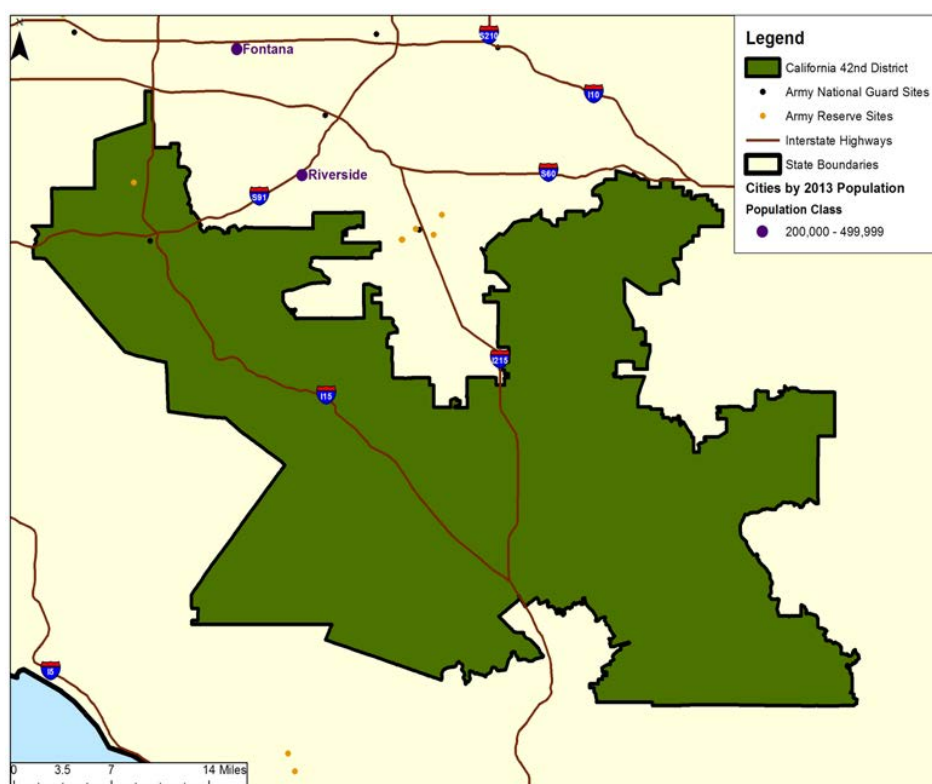 S210
Legend
Fontana
California 42nd District
I10
Army National Guard Sites
Army Reserve Sites
Interstate Highways
S60
State Boundaries
Riverside
Cities by 2013 Population
S91
Population Class
200,000 - 499,999
I215
I15
I5
0 3.5 7 14 Miles